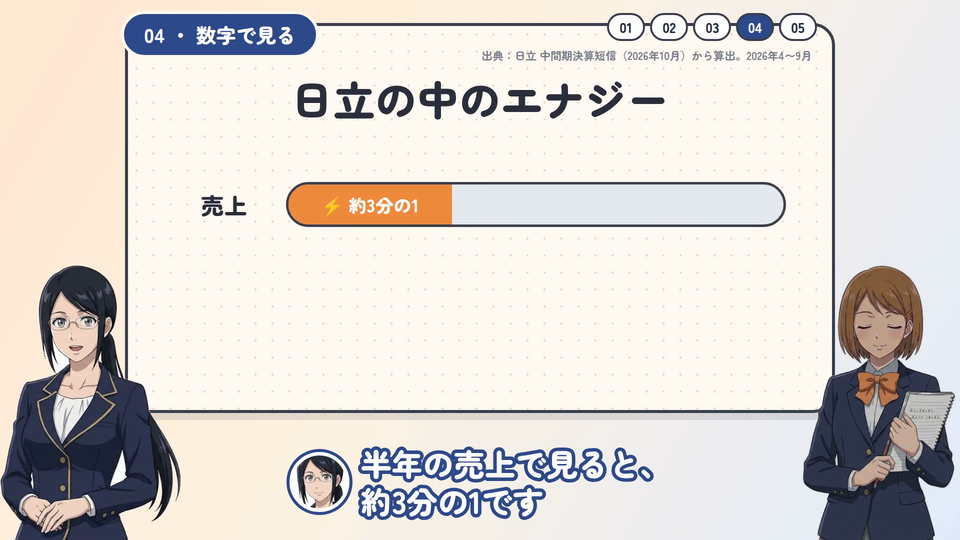 04 ・ 数字で見る
01 02 03 04 05
出典：日立 中間期決算短信（2026年10月）から算出。2026年4〜9月
日立の中のエナジー
売上
⚡ 約3分の1
半年の売上で見ると、
約3分の1です